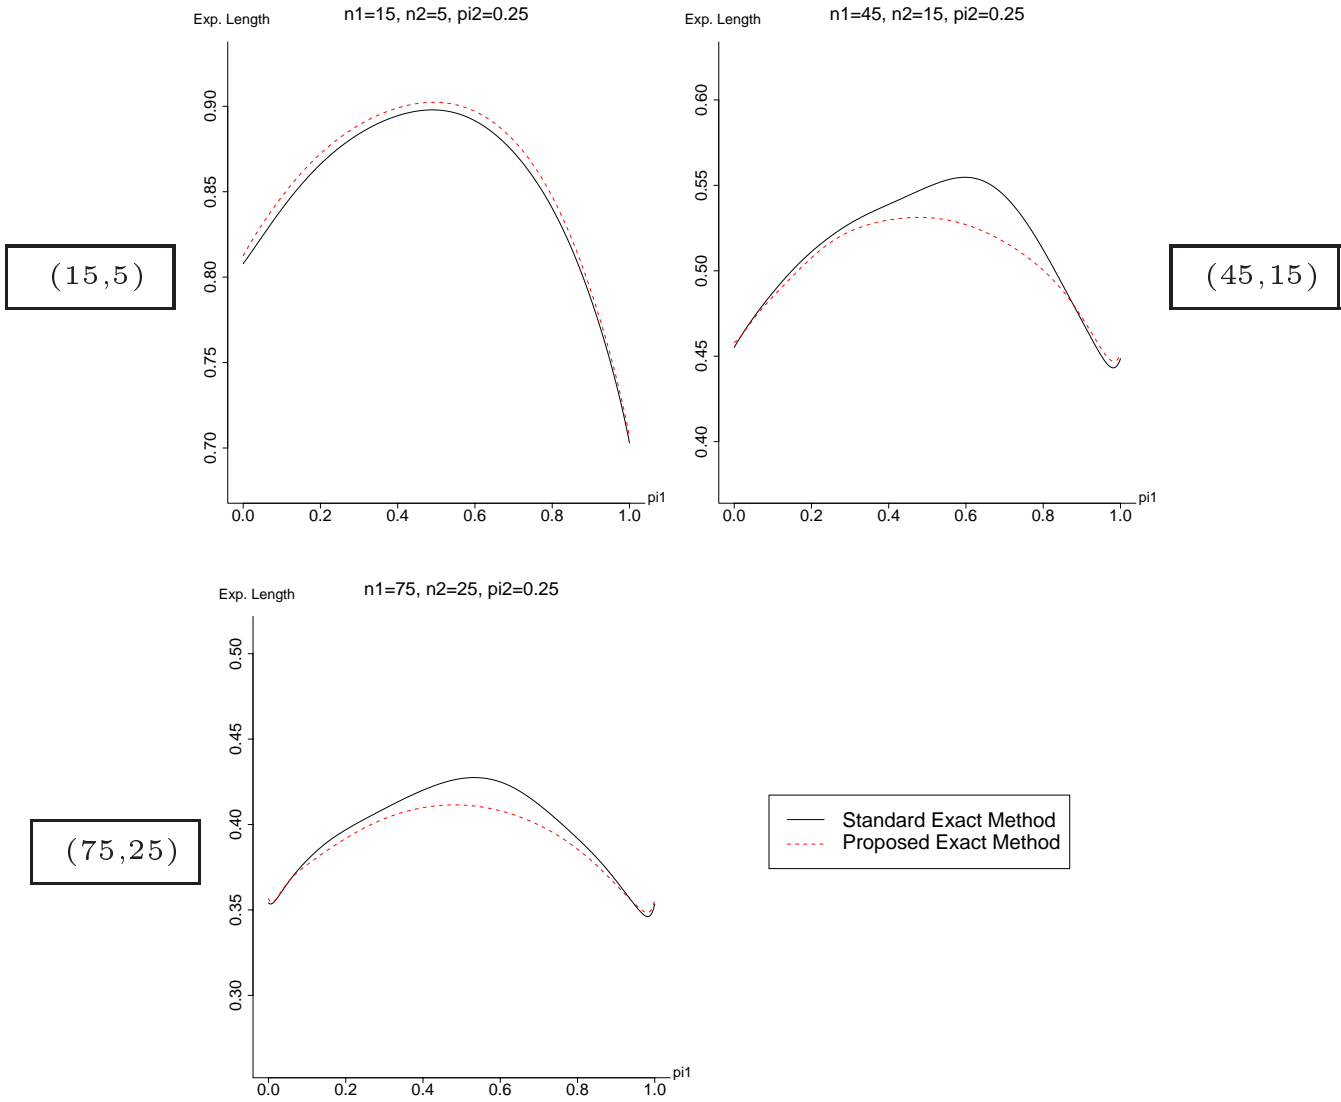 Exp. Length
n1=15, n2=5, pi2=0.25
0.90
0.85
0.80
0.75
0.70
0.0 0.2 0.4 0.6 0.8 1.0
pi1
(15,5)
Exp. Length
n1=45, n2=15, pi2=0.25
0.60
0.55
0.50
0.45
0.40
0.0 0.2 0.4 0.6 0.8 1.0
pi1
(45,15)
Exp. Length
n1=75, n2=25, pi2=0.25
0.50
0.45
0.40
0.35
0.30
0.0 0.2 0.4 0.6 0.8 1.0
pi1
(75,25)
Standard Exact Method
Proposed Exact Method